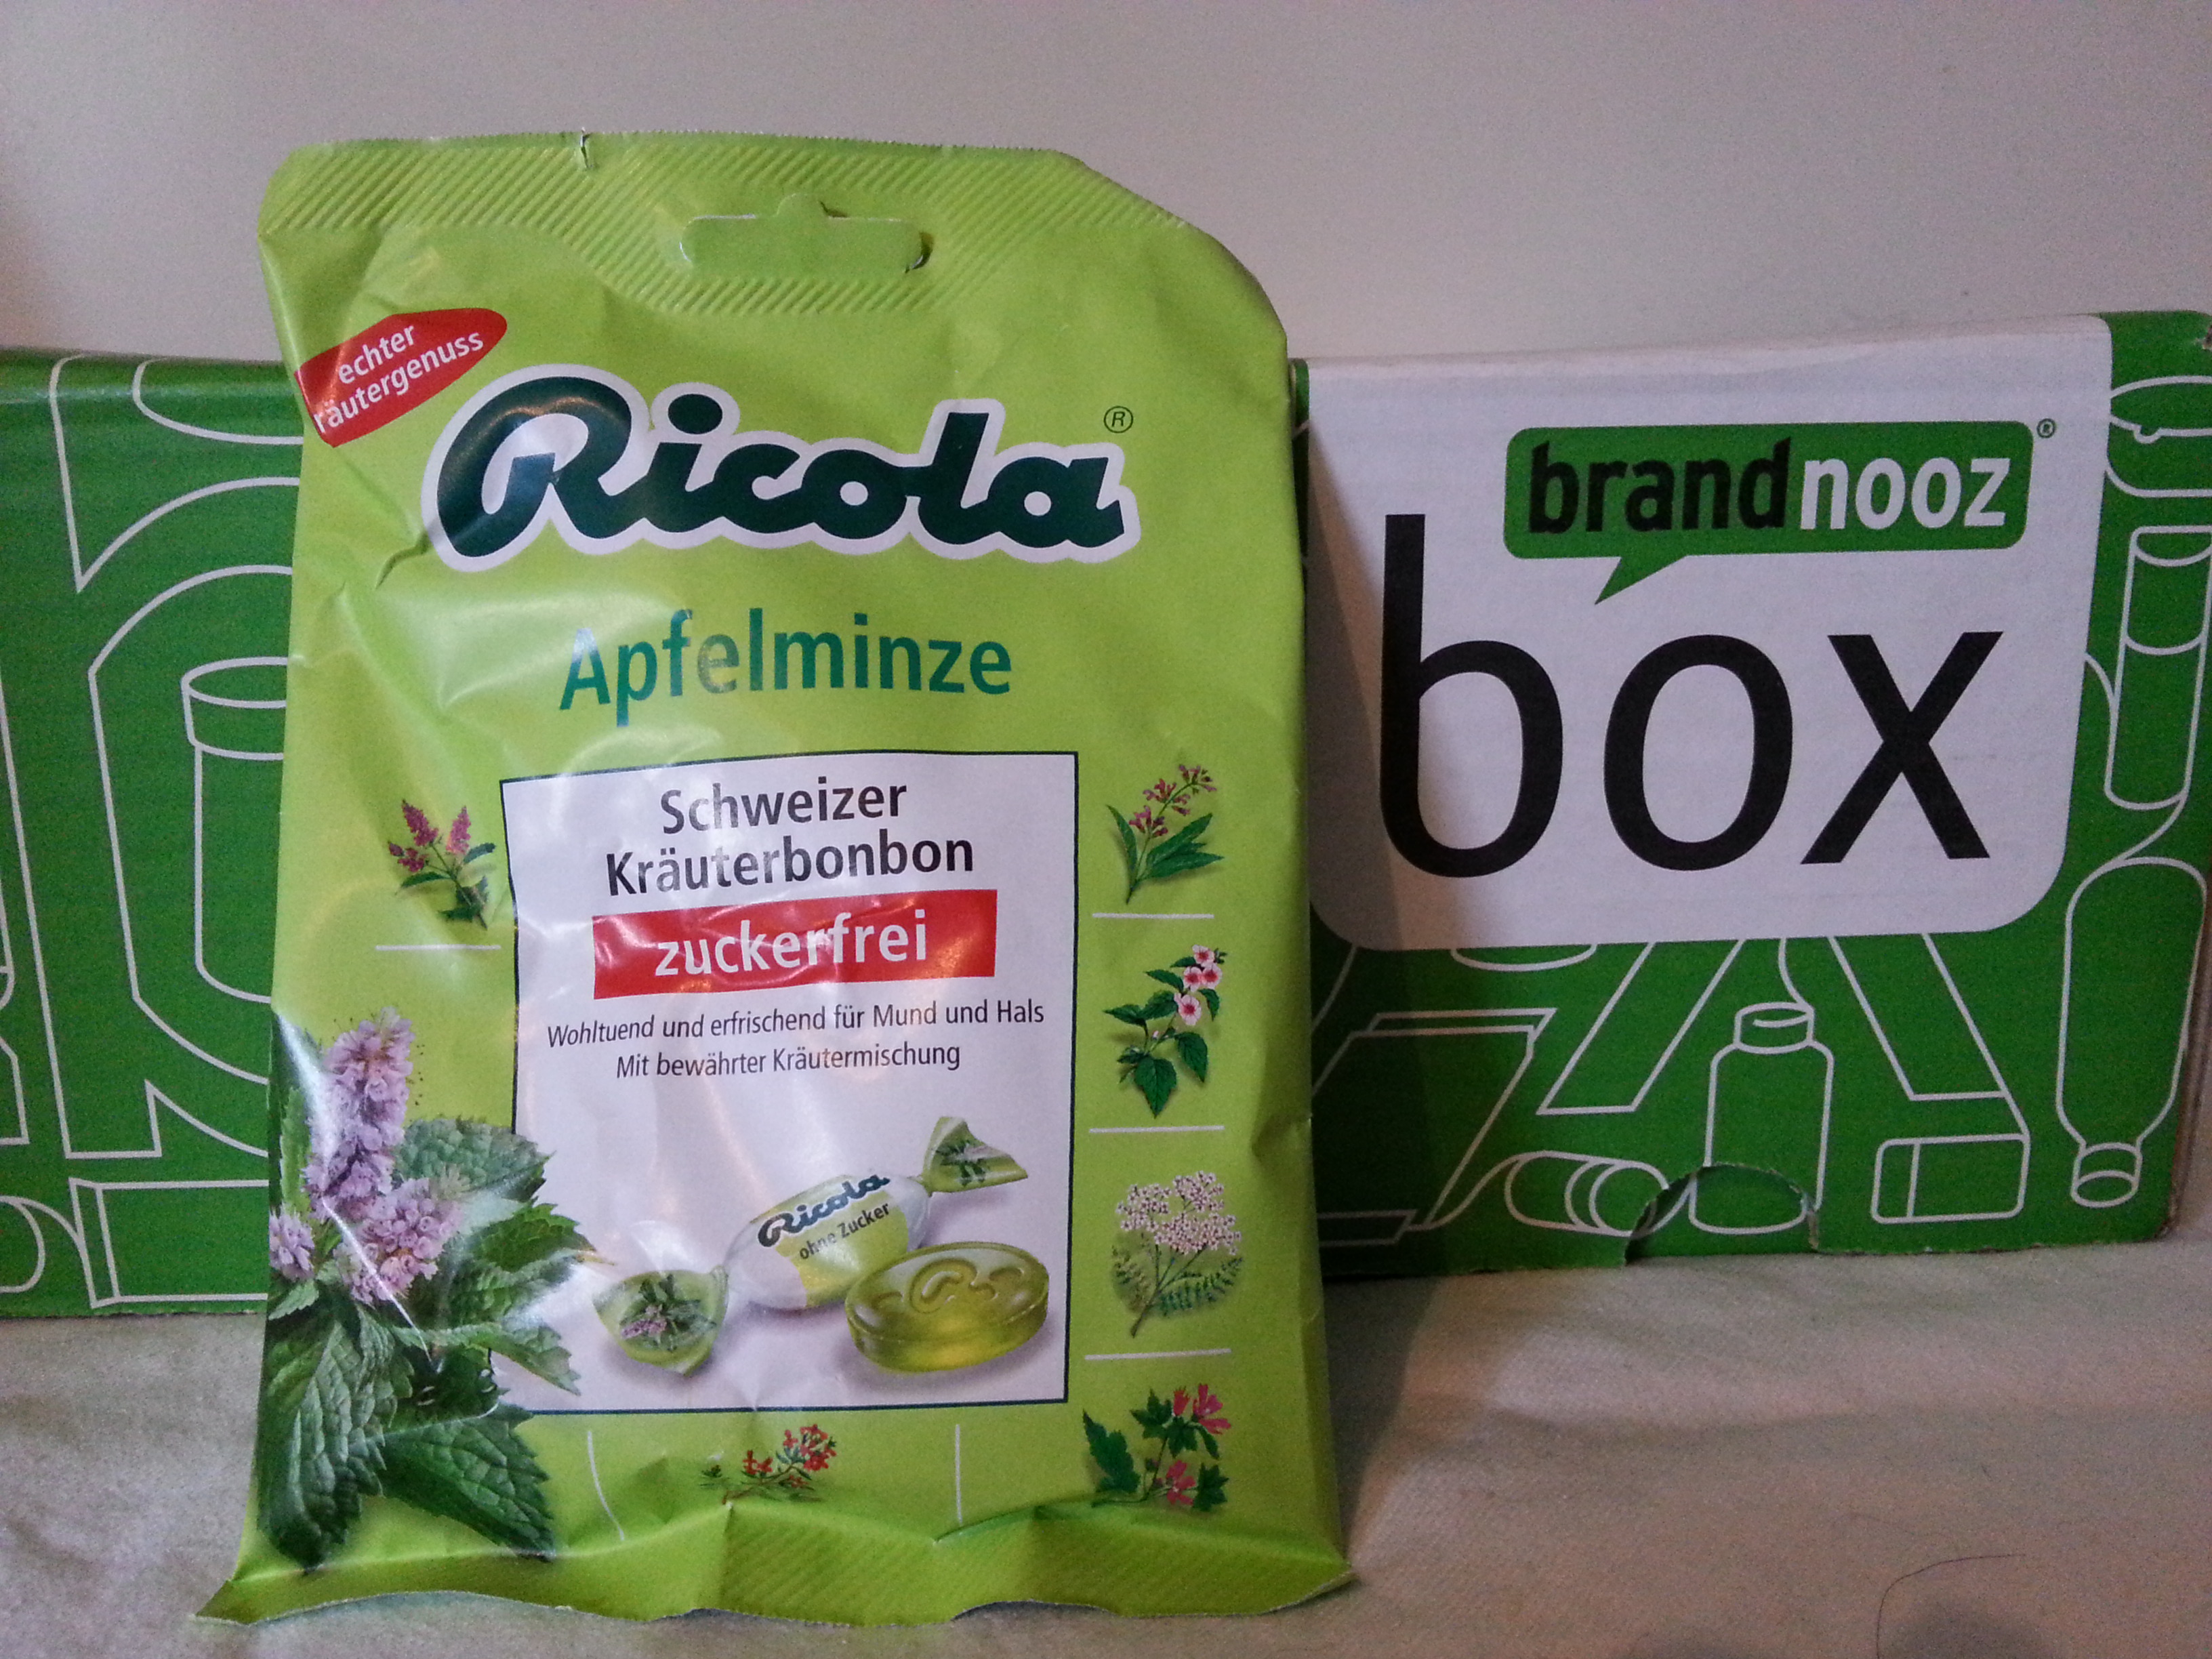 echter
räutergenuss
Ricola®
Apfelminze
Schweizer
Kräuterbonbon
zuckerfrei
Wohltuend und erfrischend für Mund und Hals
Mit bewährter Kräutermischung
Ricola
ohne Zucker
brandnooz®
box